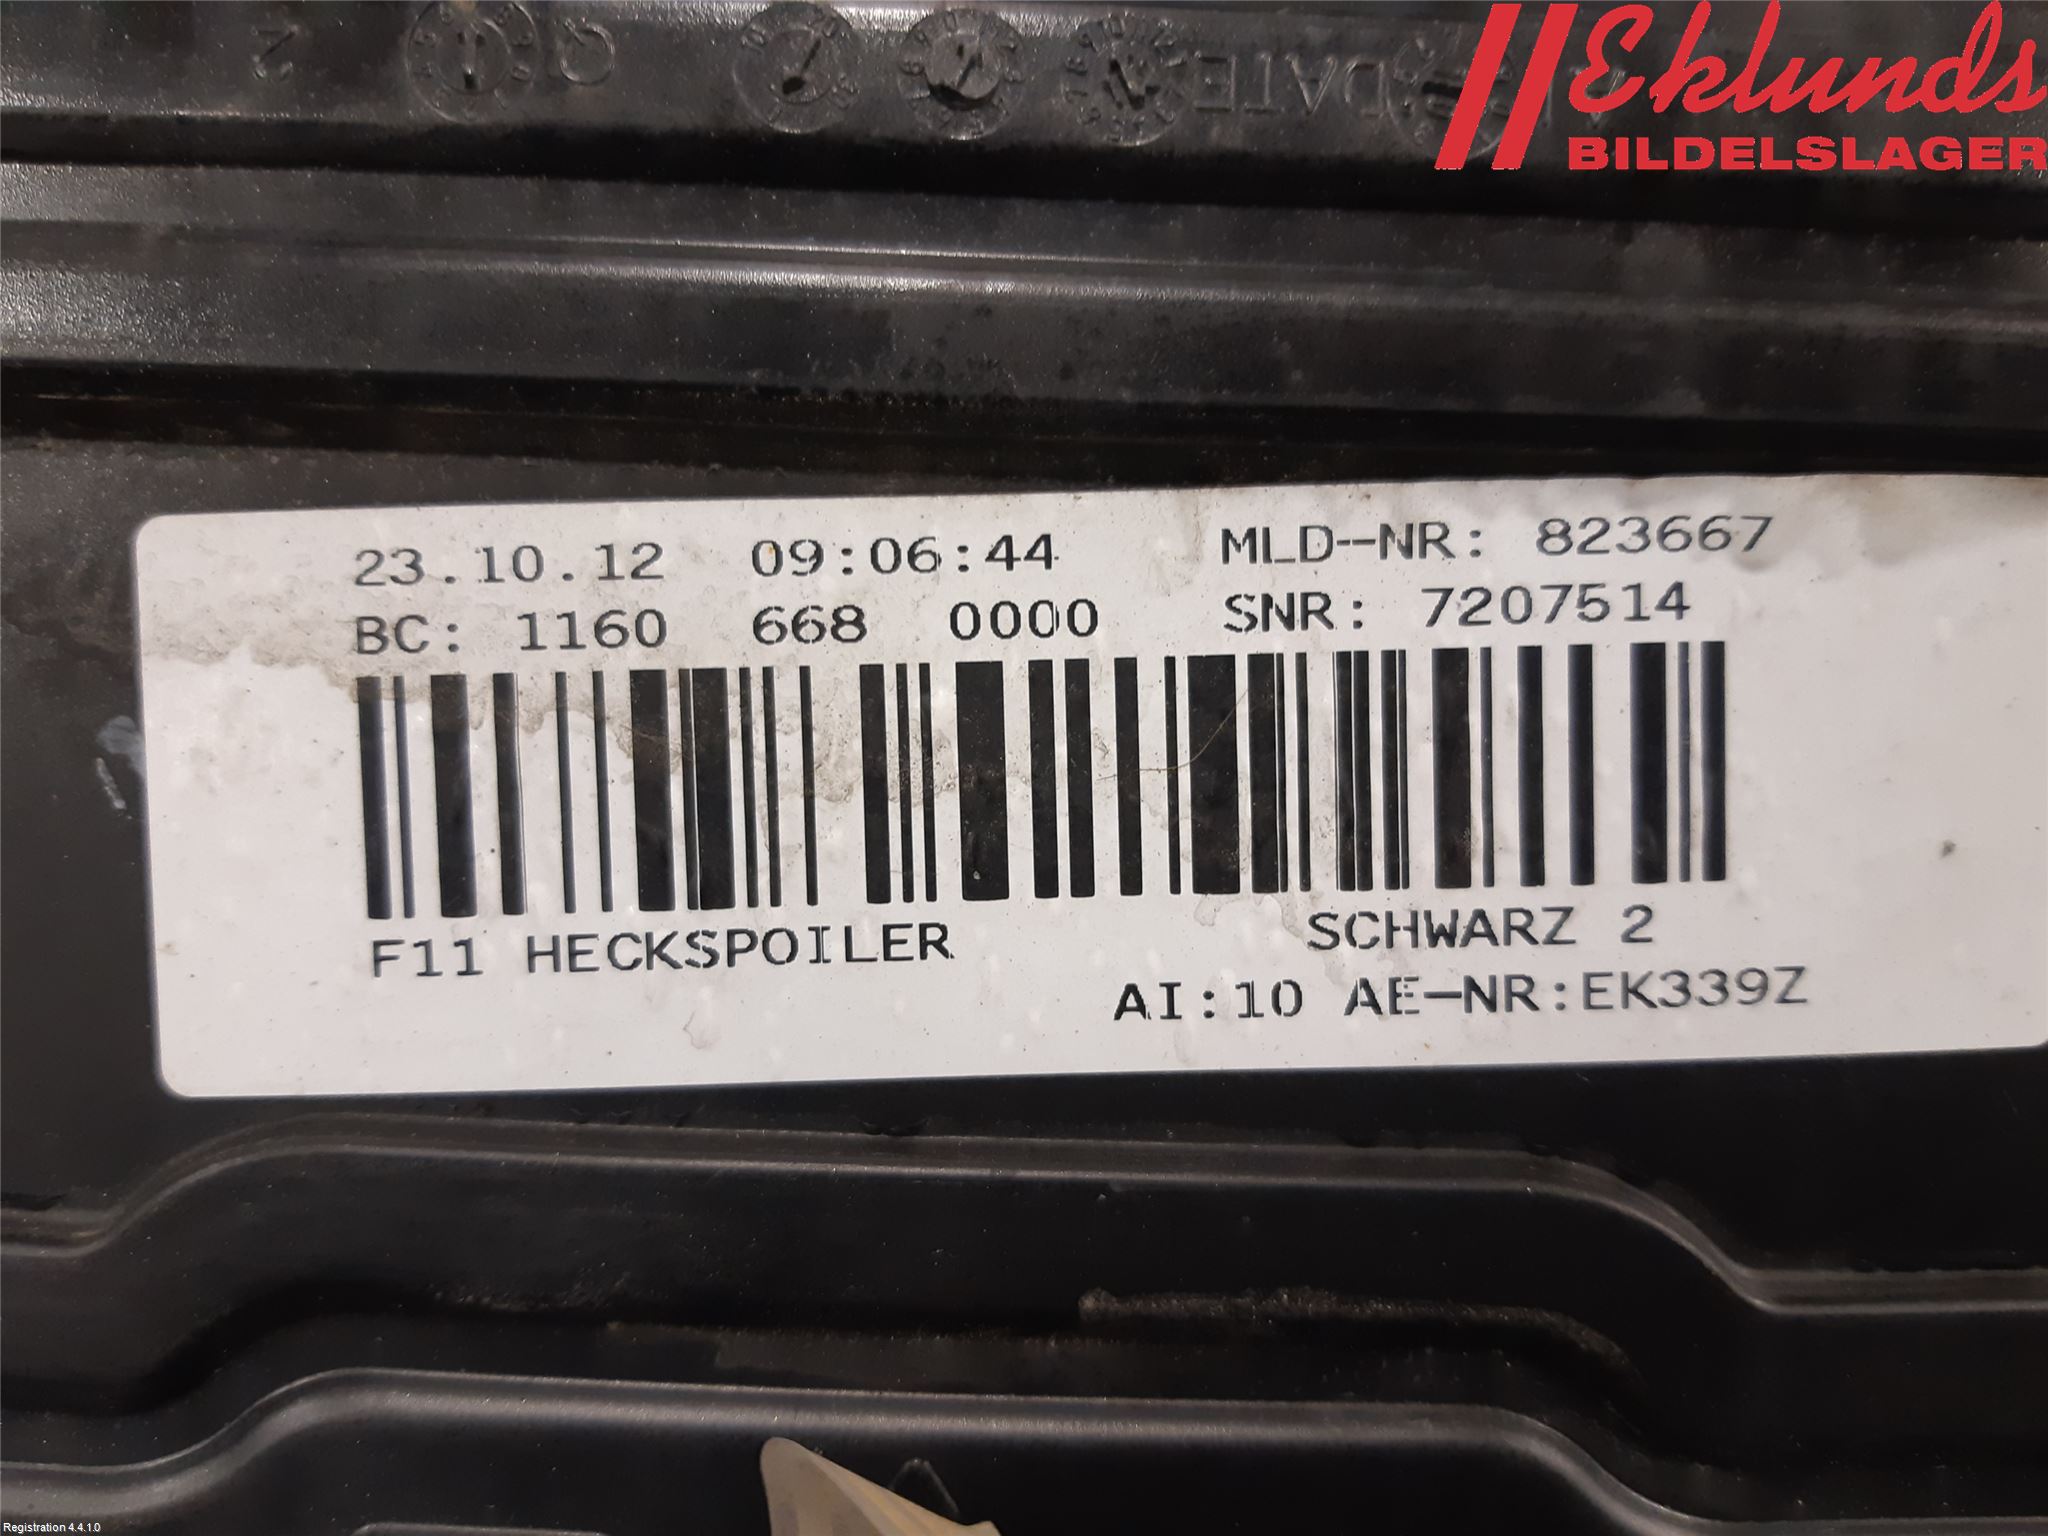 Eklunds
BILDELSLAGER
DATE
2
23.10.12 09:06:44 MLD-NR: 823667
BC: 1160 668 0000 SNR: 7207514
F11 HECKSPOILER SCHWARZ 2
AI:10 AE-NR:EK339Z
Registration 4.4.1.0